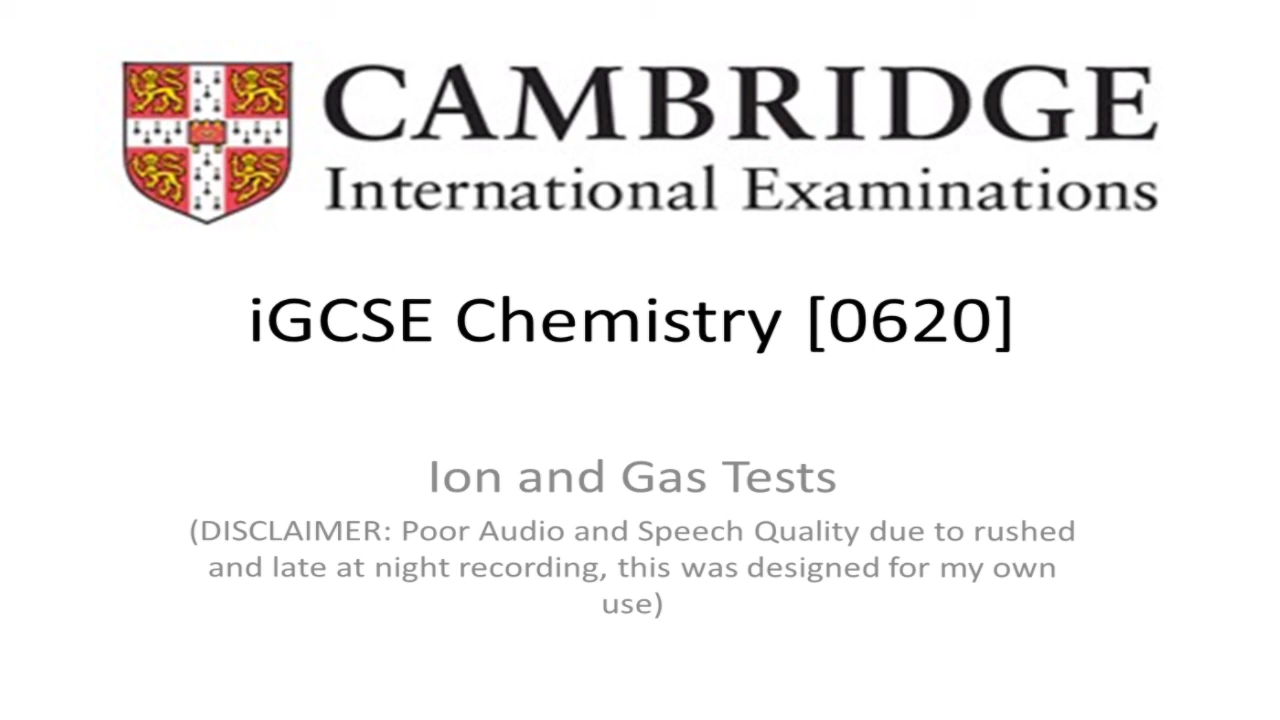 CAMBRIDGE
International Examinations
iGCSE Chemistry [0620]
Ion and Gas Tests
(DISCLAIMER: Poor Audio and Speech Quality due to rushed
and late at night recording, this was designed for my own
use)